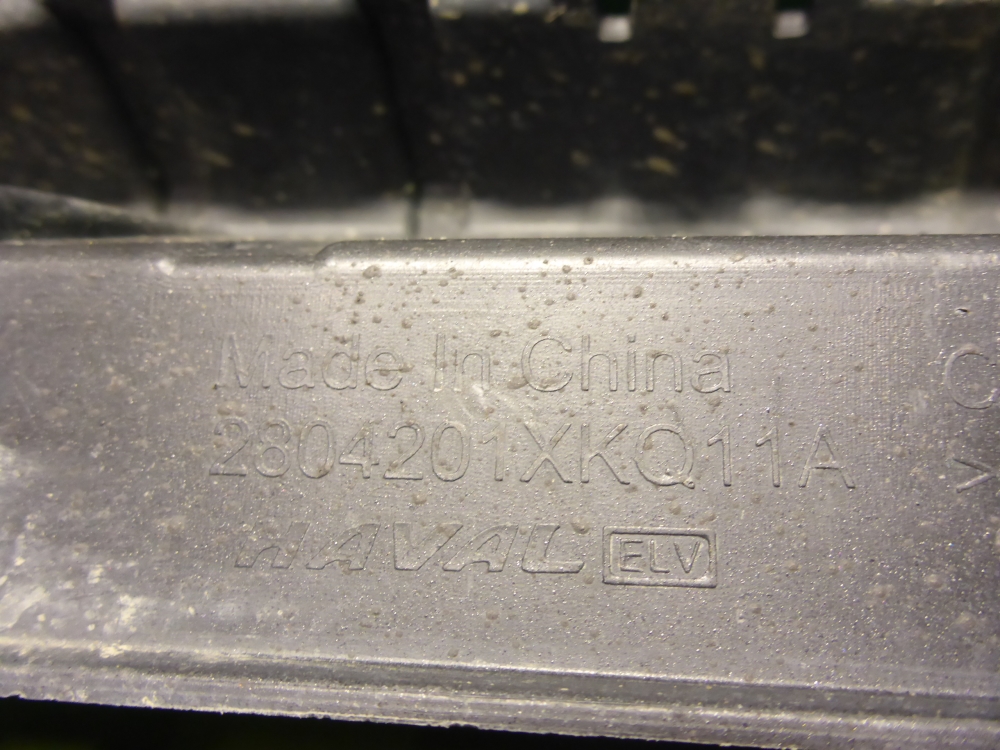 Made In China
2804201XKQ11A
HAVAL ELV